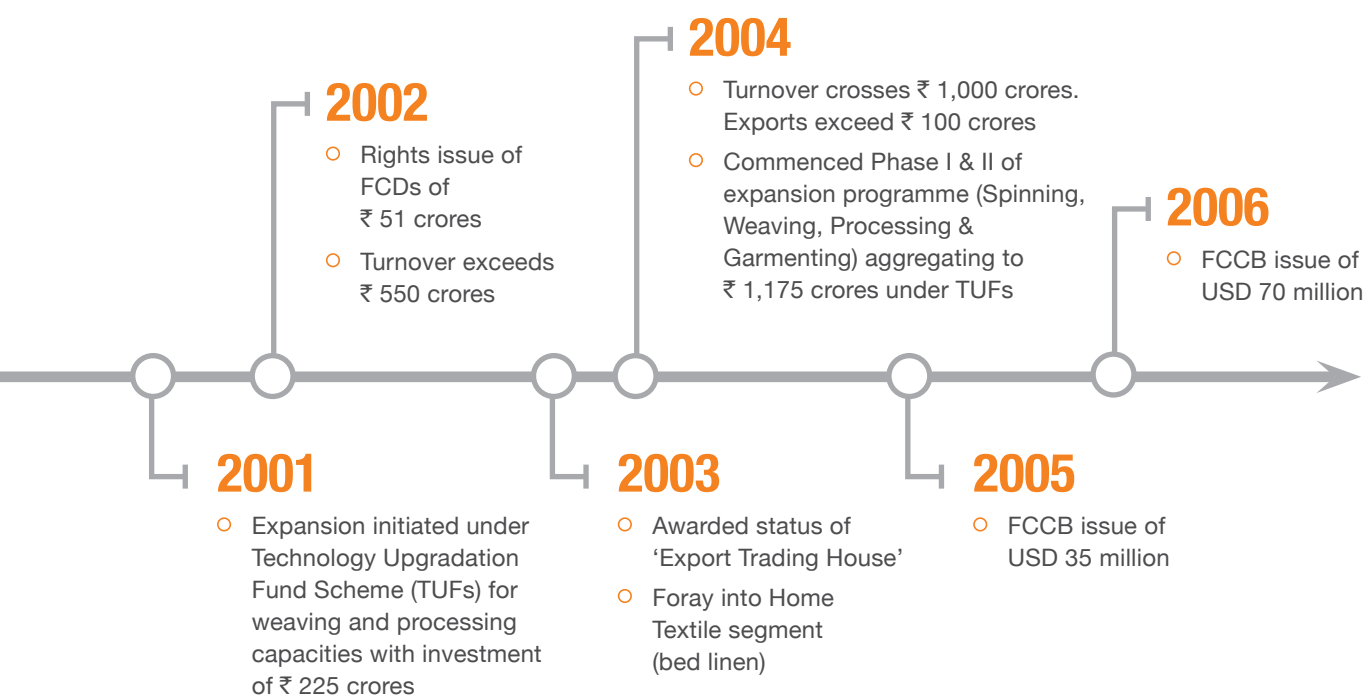 2001
Expansion initiated under
Technology Upgradation
Fund Scheme (TUFs) for
weaving and processing
capacities with investment
of ₹ 225 crores
2002
Rights issue of
FCDs of
₹ 51 crores
Turnover exceeds
₹ 550 crores
2003
Awarded status of
‘Export Trading House’
Foray into Home
Textile segment
(bed linen)
2004
Turnover crosses ₹ 1,000 crores.
Exports exceed ₹ 100 crores
Commenced Phase I & II of
expansion programme (Spinning,
Weaving, Processing &
Garmenting) aggregating to
₹ 1,175 crores under TUFs
2005
FCCB issue of
USD 35 million
2006
FCCB issue of
USD 70 million